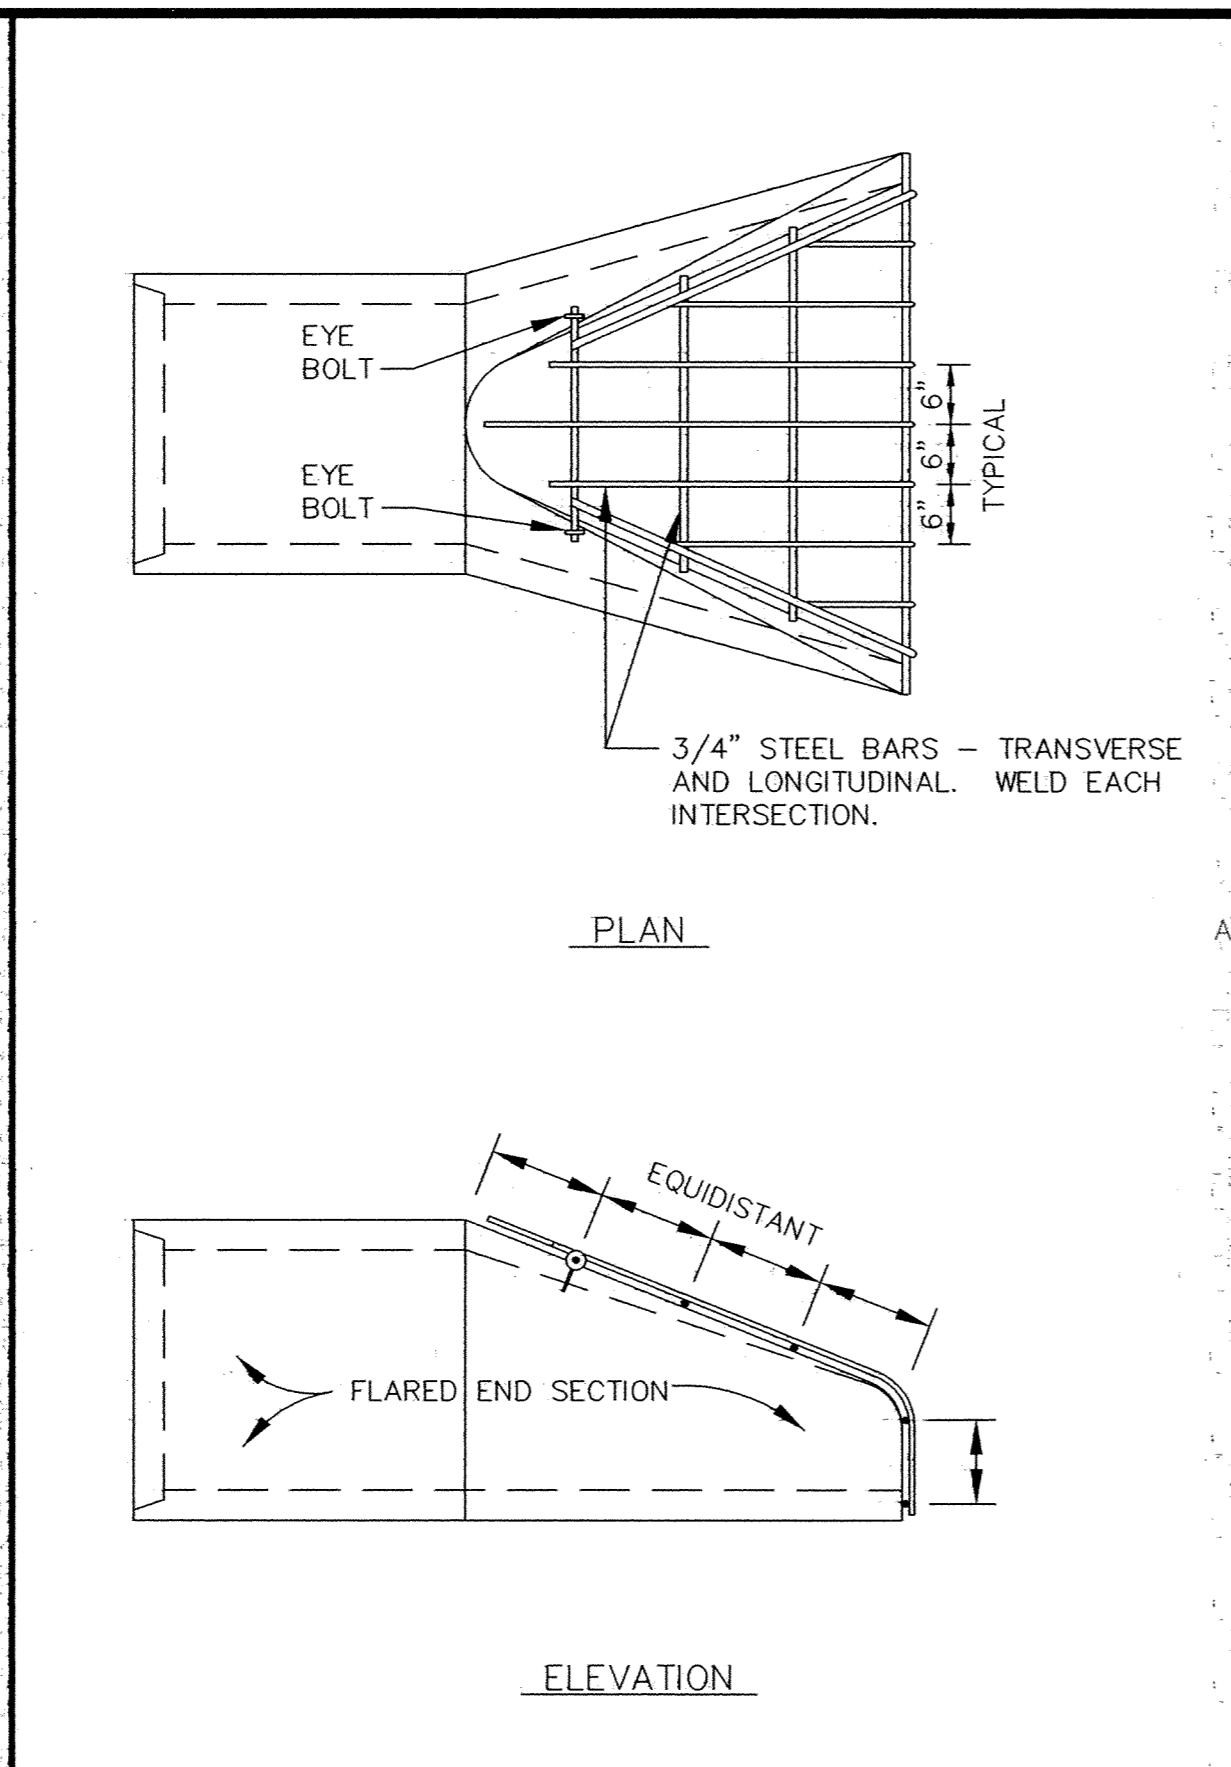 EYE
BOLT
EYE
BOLT
6"
6"
6"
TYPICAL
3/4" STEEL BARS – TRANSVERSE
AND LONGITUDINAL. WELD EACH
INTERSECTION.
PLAN
A
EQUIDISTANT
FLARED END SECTION
ELEVATION